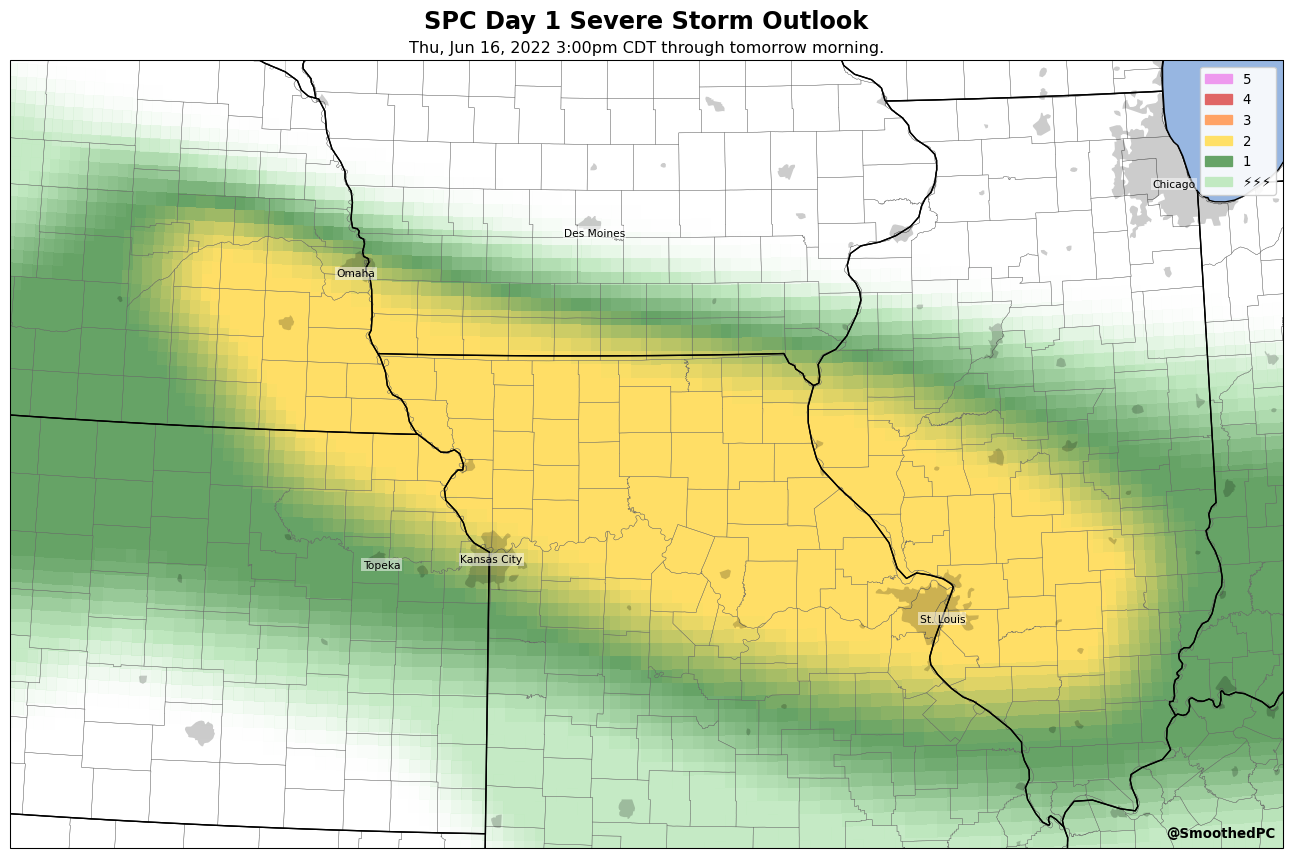 SPC Day 1 Severe Storm Outlook
Thu, Jun 16, 2022 3:00pm CDT through tomorrow morning.
5
4
3
2
1
⚡⚡⚡
Chicago
Des Moines
Omaha
Kansas City
Topeka
St. Louis
@SmoothedPC